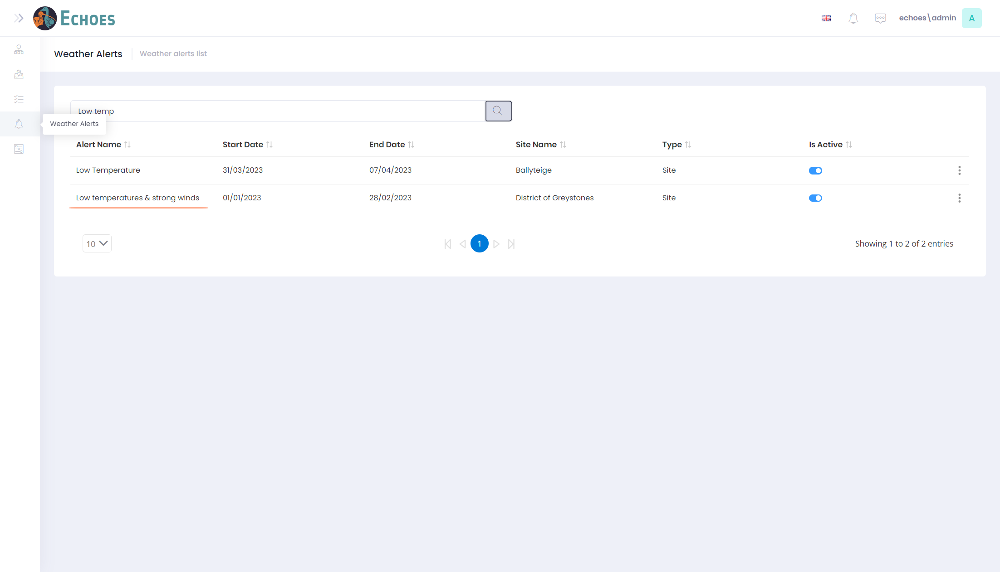 ECHOES
echoes\admin
A
Weather Alerts
Weather alerts list
Low temp
Weather Alerts
Alert Name Start Date End Date Site Name Type Is Active
Low Temperature 31/03/2023 07/04/2023 Ballyteige Site
Low temperatures & strong winds 01/01/2023 28/02/2023 District of Greystones Site
10 1 Showing 1 to 2 of 2 entries